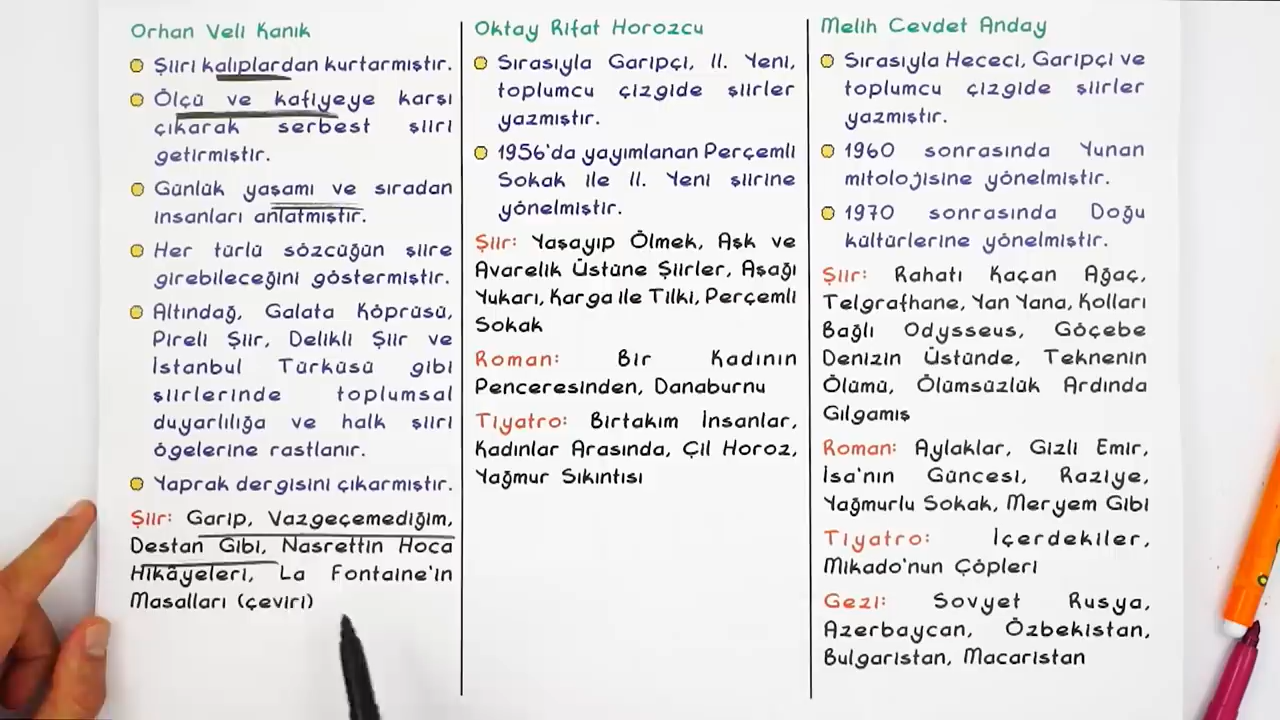 Orhan Veli Kanık
Şiiri kalıplardan kurtarmıştır.
Ölçü ve kafiyeye karşı
çıkarak serbest şiiri
getirmiştir.
Günlük yaşamı ve sıradan
insanları anlatmıştır.
Her türlü sözcüğün şiire
girebileceğini göstermiştir.
Altındağ, Galata Köprüsü,
Pireli Şiir, Delikli Şiir ve
İstanbul Türküsü gibi
şiirlerinde toplumsal
duyarlılığa ve halk şiiri
ögelerine rastlanır.
Yaprak dergisini çıkarmıştır.
Şiir: Garip, Vazgeçemediğim,
Destan Gibi, Nasrettin Hoca
Hikâyeleri, La Fontaine'in
Masalları (çeviri)
Oktay Rifat Horozcu
Sırasıyla Garipçi, II. Yeni,
toplumcu çizgide şiirler
yazmıştır.
1956'da yayımlanan Perçemli
Sokak ile II. Yeni şiirine
yönelmiştir.
Şiir: Yaşayıp Ölmek, Aşk ve
Avarelik Üstüne Şiirler, Aşağı
Yukarı, Karga ile Tilki, Perçemli
Sokak
Roman: Bir Kadının
Penceresinden, Danaburnu
Tiyatro: Birtakım İnsanlar,
Kadınlar Arasında, Çil Horoz,
Yağmur Sıkıntısı
Melih Cevdet Anday
Sırasıyla Hececi, Garipçi ve
toplumcu çizgide şiirler
yazmıştır.
1960 sonrasında Yunan
mitolojisine yönelmiştir.
1970 sonrasında Doğu
kültürlerine yönelmiştir.
Şiir: Rahatı Kaçan Ağaç,
Telgrafhane, Yan Yana, Kolları
Bağlı Odysseus, Göçebe
Denizin Üstünde, Teknenin
Ölümü, Ölümsüzlük Ardında
Gılgamış
Roman: Aylaklar, Gizli Emir,
İsa'nın Güncesi, Raziye,
Yağmurlu Sokak, Meryem Gibi
Tiyatro: İçerdekiler,
Mikado'nun Çöpleri
Gezi: Sovyet Rusya,
Azerbaycan, Özbekistan,
Bulgaristan, Macaristan